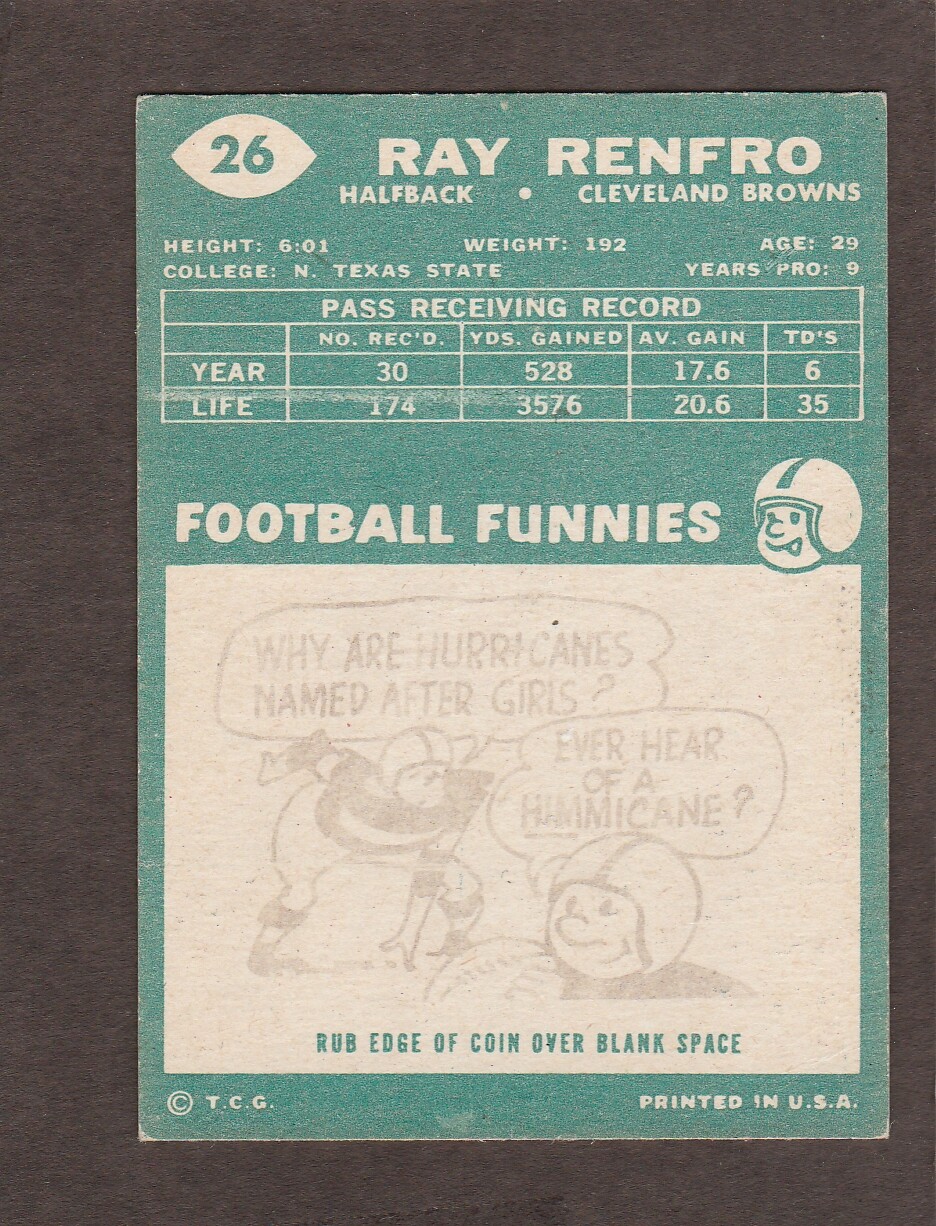 26
RAY RENFRO
HALFBACK • CLEVELAND BROWNS
HEIGHT: 6:01 WEIGHT: 192 AGE: 29
COLLEGE: N. TEXAS STATE YEARS PRO: 9
PASS RECEIVING RECORD
NO. REC'D. YDS. GAINED AV. GAIN TD'S
YEAR 30 528 17.6 6
LIFE 174 3576 20.6 35
FOOTBALL FUNNIES
WHY ARE HURRICANES
NAMED AFTER GIRLS?
EVER HEAR
OF A
HIMMICANE?
RUB EDGE OF COIN OVER BLANK SPACE
© T.C.G. PRINTED IN U.S.A.